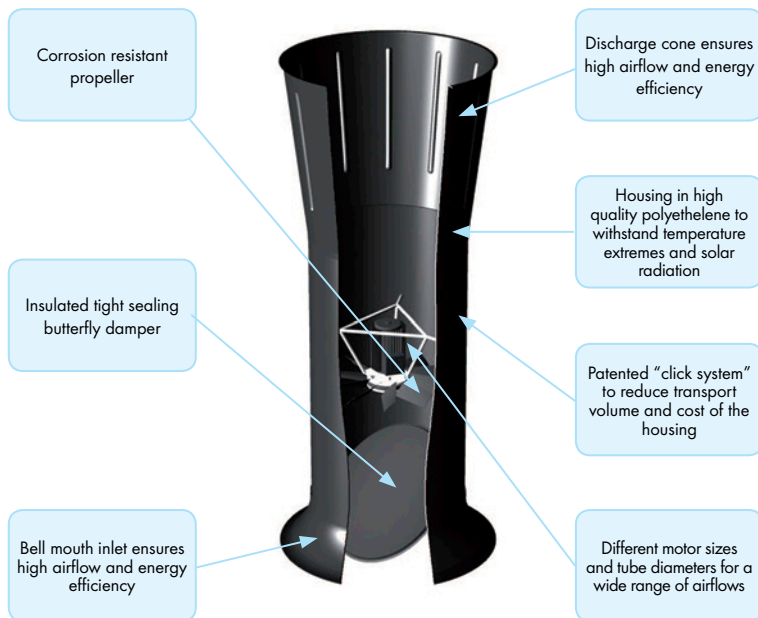 Corrosion resistant
propeller
Discharge cone ensures
high airflow and energy
efficiency
Housing in high
quality polyethelene to
withstand temperature
extremes and solar
radiation
Insulated tight sealing
butterfly damper
Patented “click system”
to reduce transport
volume and cost of the
housing
Bell mouth inlet ensures
high airflow and energy
efficiency
Different motor sizes
and tube diameters for a
wide range of airflows